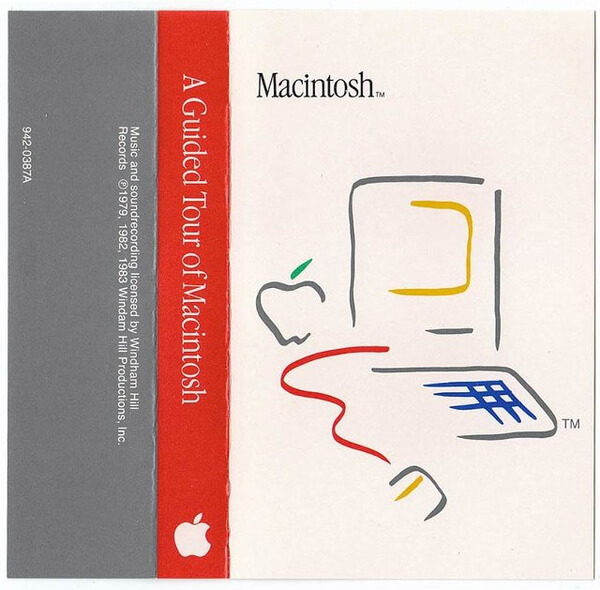 942-0387A
Music and soundrecording licensed by Windham Hill
Records ℗1979, 1982, 1983 Windam Hill Productions, Inc.
A Guided Tour of Macintosh
Macintosh™
TM